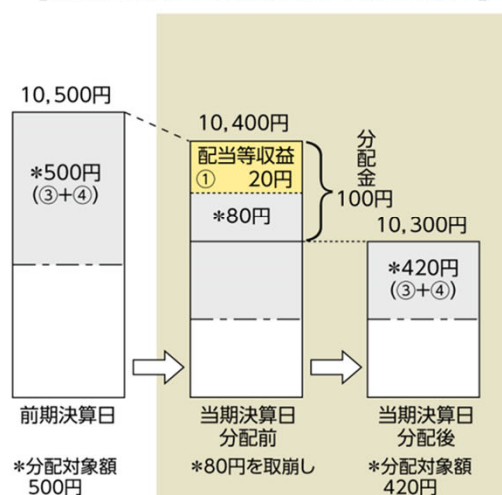 10,500円
*500円
(③+④)
10,400円
配当等収益
① 20円
*80円
分配金
100円
10,300円
*420円
(③+④)
前期決算日
当期決算日
分配前
当期決算日
分配後
*分配対象額
500円
*80円を取崩し
*分配対象額
420円